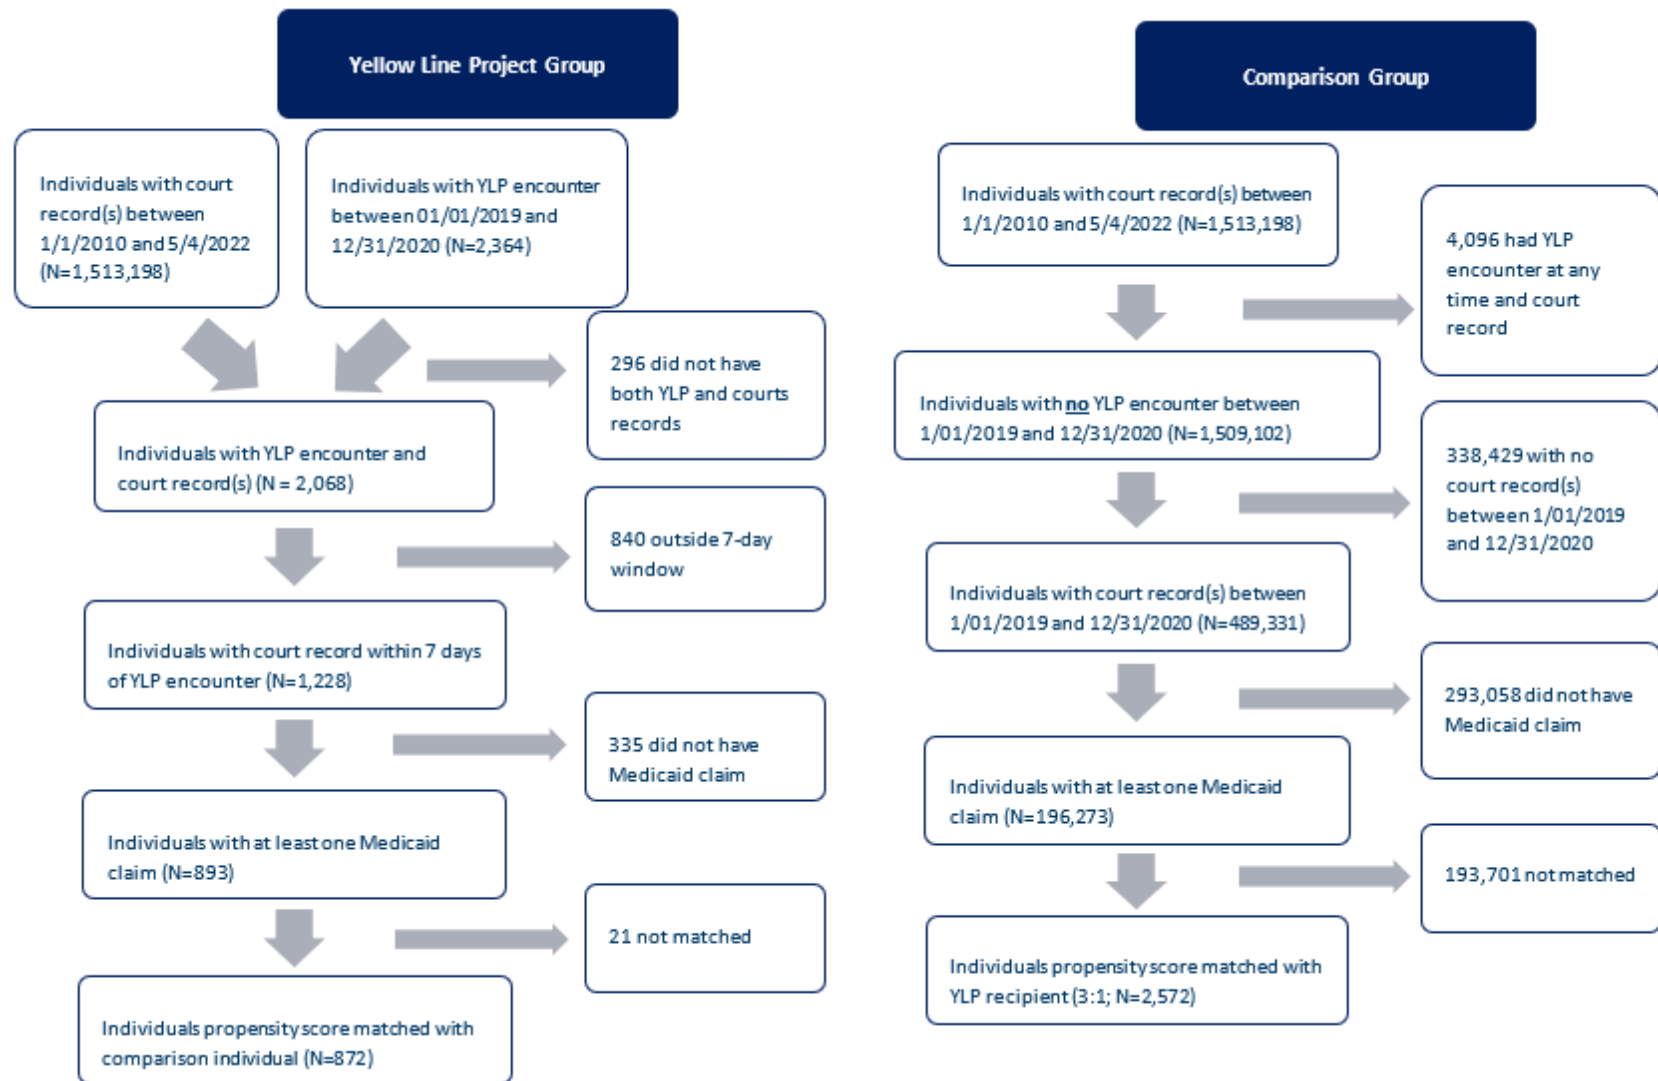 Yellow Line Project Group
Individuals with court
record(s) between
1/1/2010 and 5/4/2022
(N=1,513,198)
Individuals with YLP encounter
between 01/01/2019 and
12/31/2020 (N=2,364)
296 did not have
both YLP and courts
records
Individuals with YLP encounter and
court record(s) (N = 2,068)
840 outside 7-day
window
Individuals with court record within 7 days
of YLP encounter (N=1,228)
335 did not have
Medicaid claim
Individuals with at least one Medicaid
claim (N=893)
21 not matched
Individuals propensity score matched with
comparison individual (N=872)
Comparison Group
Individuals with court record(s) between
1/1/2010 and 5/4/2022 (N=1,513,198)
4,096 had YLP
encounter at any
time and court
record
Individuals with no YLP encounter between
1/01/2019 and 12/31/2020 (N=1,509,102)
338,429 with no
court record(s)
between 1/01/2019
and 12/31/2020
Individuals with court record(s) between
1/01/2019 and 12/31/2020 (N=489,331)
293,058 did not have
Medicaid claim
Individuals with at least one Medicaid
claim (N=196,273)
193,701 not matched
Individuals propensity score matched with
YLP recipient (3:1; N=2,572)